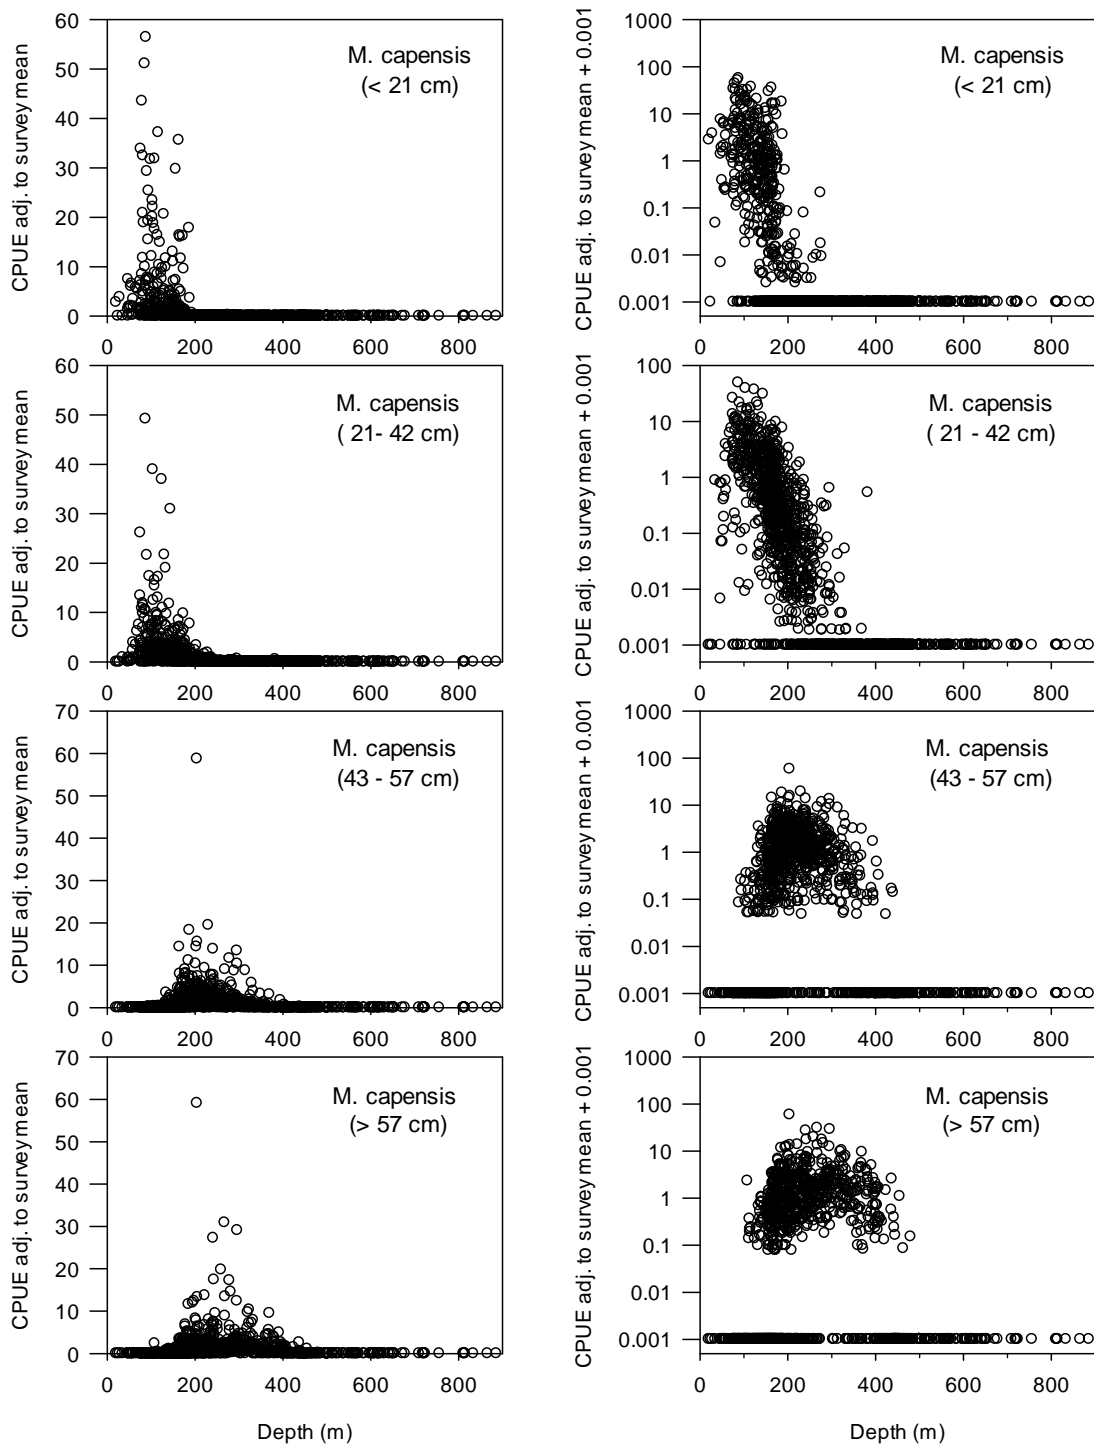 60
50
40
30
20
10
0
0 200 400 600 800
CPUE adj. to survey mean
M. capensis
(< 21 cm)
1000
100
10
1
0.1
0.01
0.001
0 200 400 600 800
CPUE adj. to survey mean + 0.001
M. capensis
(< 21 cm)
60
50
40
30
20
10
0
0 200 400 600 800
CPUE adj. to survey mean
M. capensis
( 21- 42 cm)
100
10
1
0.1
0.01
0.001
0 200 400 600 800
CPUE adj. to survey mean + 0.001
M. capensis
( 21 - 42 cm)
70
60
50
40
30
20
10
0
0 200 400 600 800
CPUE adj. to survey mean
M. capensis
(43 - 57 cm)
1000
100
10
1
0.1
0.01
0.001
0 200 400 600 800
CPUE adj. to survey mean + 0.001
M. capensis
(43 - 57 cm)
70
60
50
40
30
20
10
0
0 200 400 600 800
CPUE adj. to survey mean
M. capensis
(> 57 cm)
Depth (m)
1000
100
10
1
0.1
0.01
0.001
0 200 400 600 800
CPUE adj. to survey mean + 0.001
M. capensis
(> 57 cm)
Depth (m)